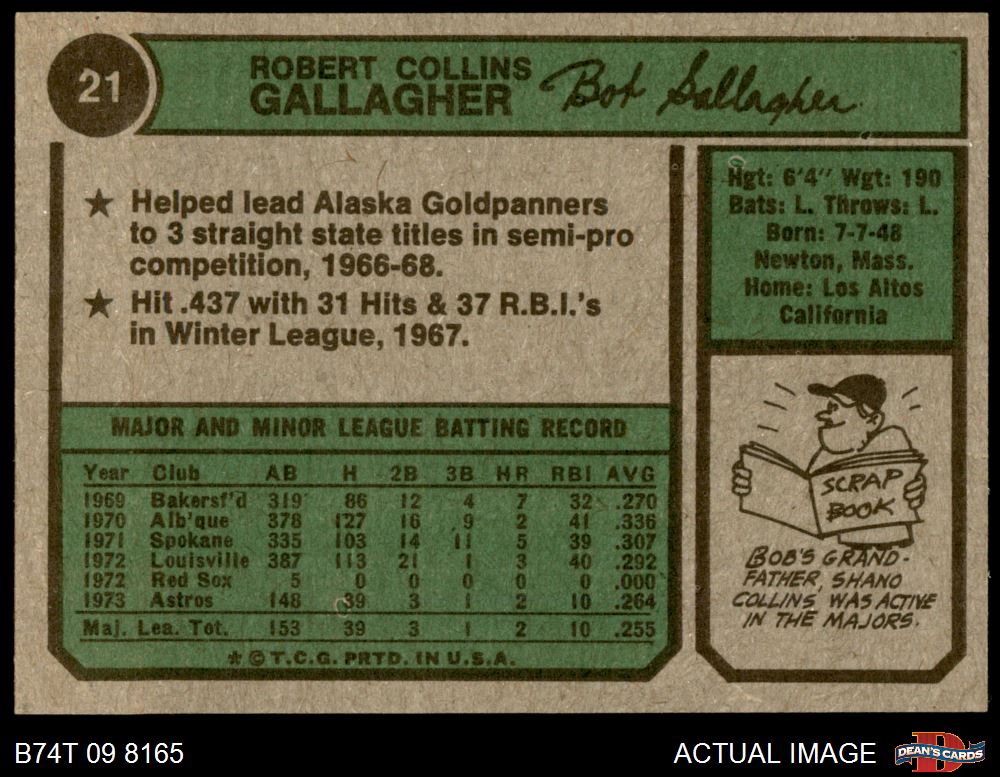 21
ROBERT COLLINS
GALLAGHER
Bob Gallagher
★ Helped lead Alaska Goldpanners
to 3 straight state titles in semi-pro
competition, 1966-68.
★ Hit .437 with 31 Hits & 37 R.B.I.'s
in Winter League, 1967.
Hgt: 6'4" Wgt: 190
Bats: L. Throws: L.
Born: 7-7-48
Newton, Mass.
Home: Los Altos
California
MAJOR AND MINOR LEAGUE BATTING RECORD
Year Club AB H 2B 3B HR RBI AVG
1969 Bakersf'd 319 86 12 4 7 32 .270
1970 Alb'que 378 127 16 9 2 41 .336
1971 Spokane 335 103 14 11 5 39 .307
1972 Louisville 387 113 21 1 3 40 .292
1972 Red Sox 5 0 0 0 0 0 .000
1973 Astros 148 39 3 1 2 10 .264
Maj. Lea. Tot. 153 39 3 1 2 10 .255
★ © T.C.G. PRTD. IN U.S.A.
SCRAP
BOOK
BOB'S GRAND-
FATHER, SHANO
COLLINS, WAS ACTIVE
IN THE MAJORS.
B74T 09 8165
ACTUAL IMAGE
DEAN'S CARDS